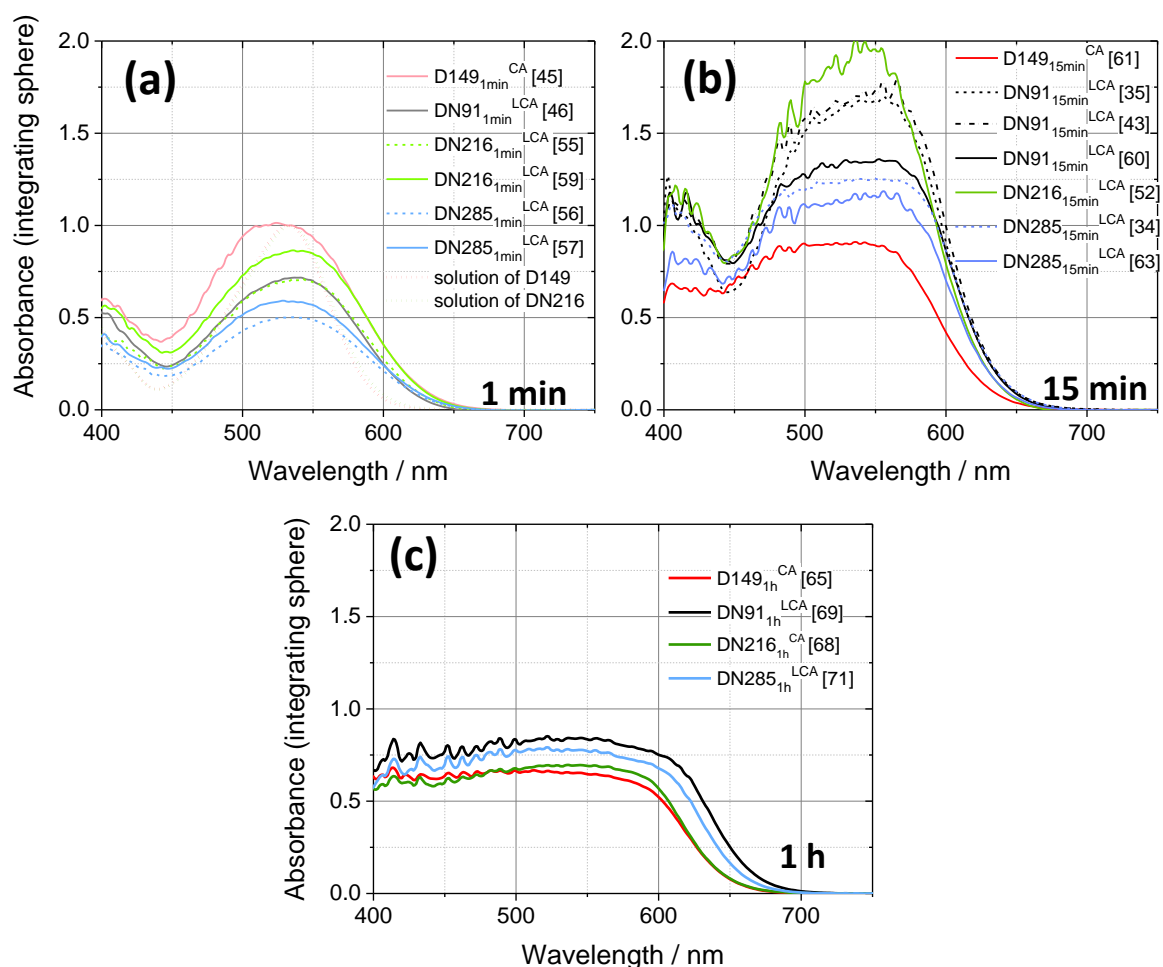 (a)
Absorbance (integrating sphere)
2.0
1.5
1.0
0.5
0.0
D149 1min CA [45]
DN91 1min LCA [46]
DN216 1min LCA [55]
DN216 1min LCA [59]
DN285 1min LCA [56]
DN285 1min LCA [57]
solution of D149
solution of DN216
1 min
400 500 600 700
Wavelength / nm
(b)
2.0
1.5
1.0
0.5
0.0
D149 15min CA [61]
DN91 15min LCA [35]
DN91 15min LCA [43]
DN91 15min LCA [60]
DN216 15min LCA [52]
DN285 15min LCA [34]
DN285 15min LCA [63]
15 min
400 500 600 700
Wavelength / nm
(c)
Absorbance (integrating sphere)
2.0
1.5
1.0
0.5
0.0
D149 1h CA [65]
DN91 1h LCA [69]
DN216 1h CA [68]
DN285 1h LCA [71]
1 h
400 500 600 700
Wavelength / nm